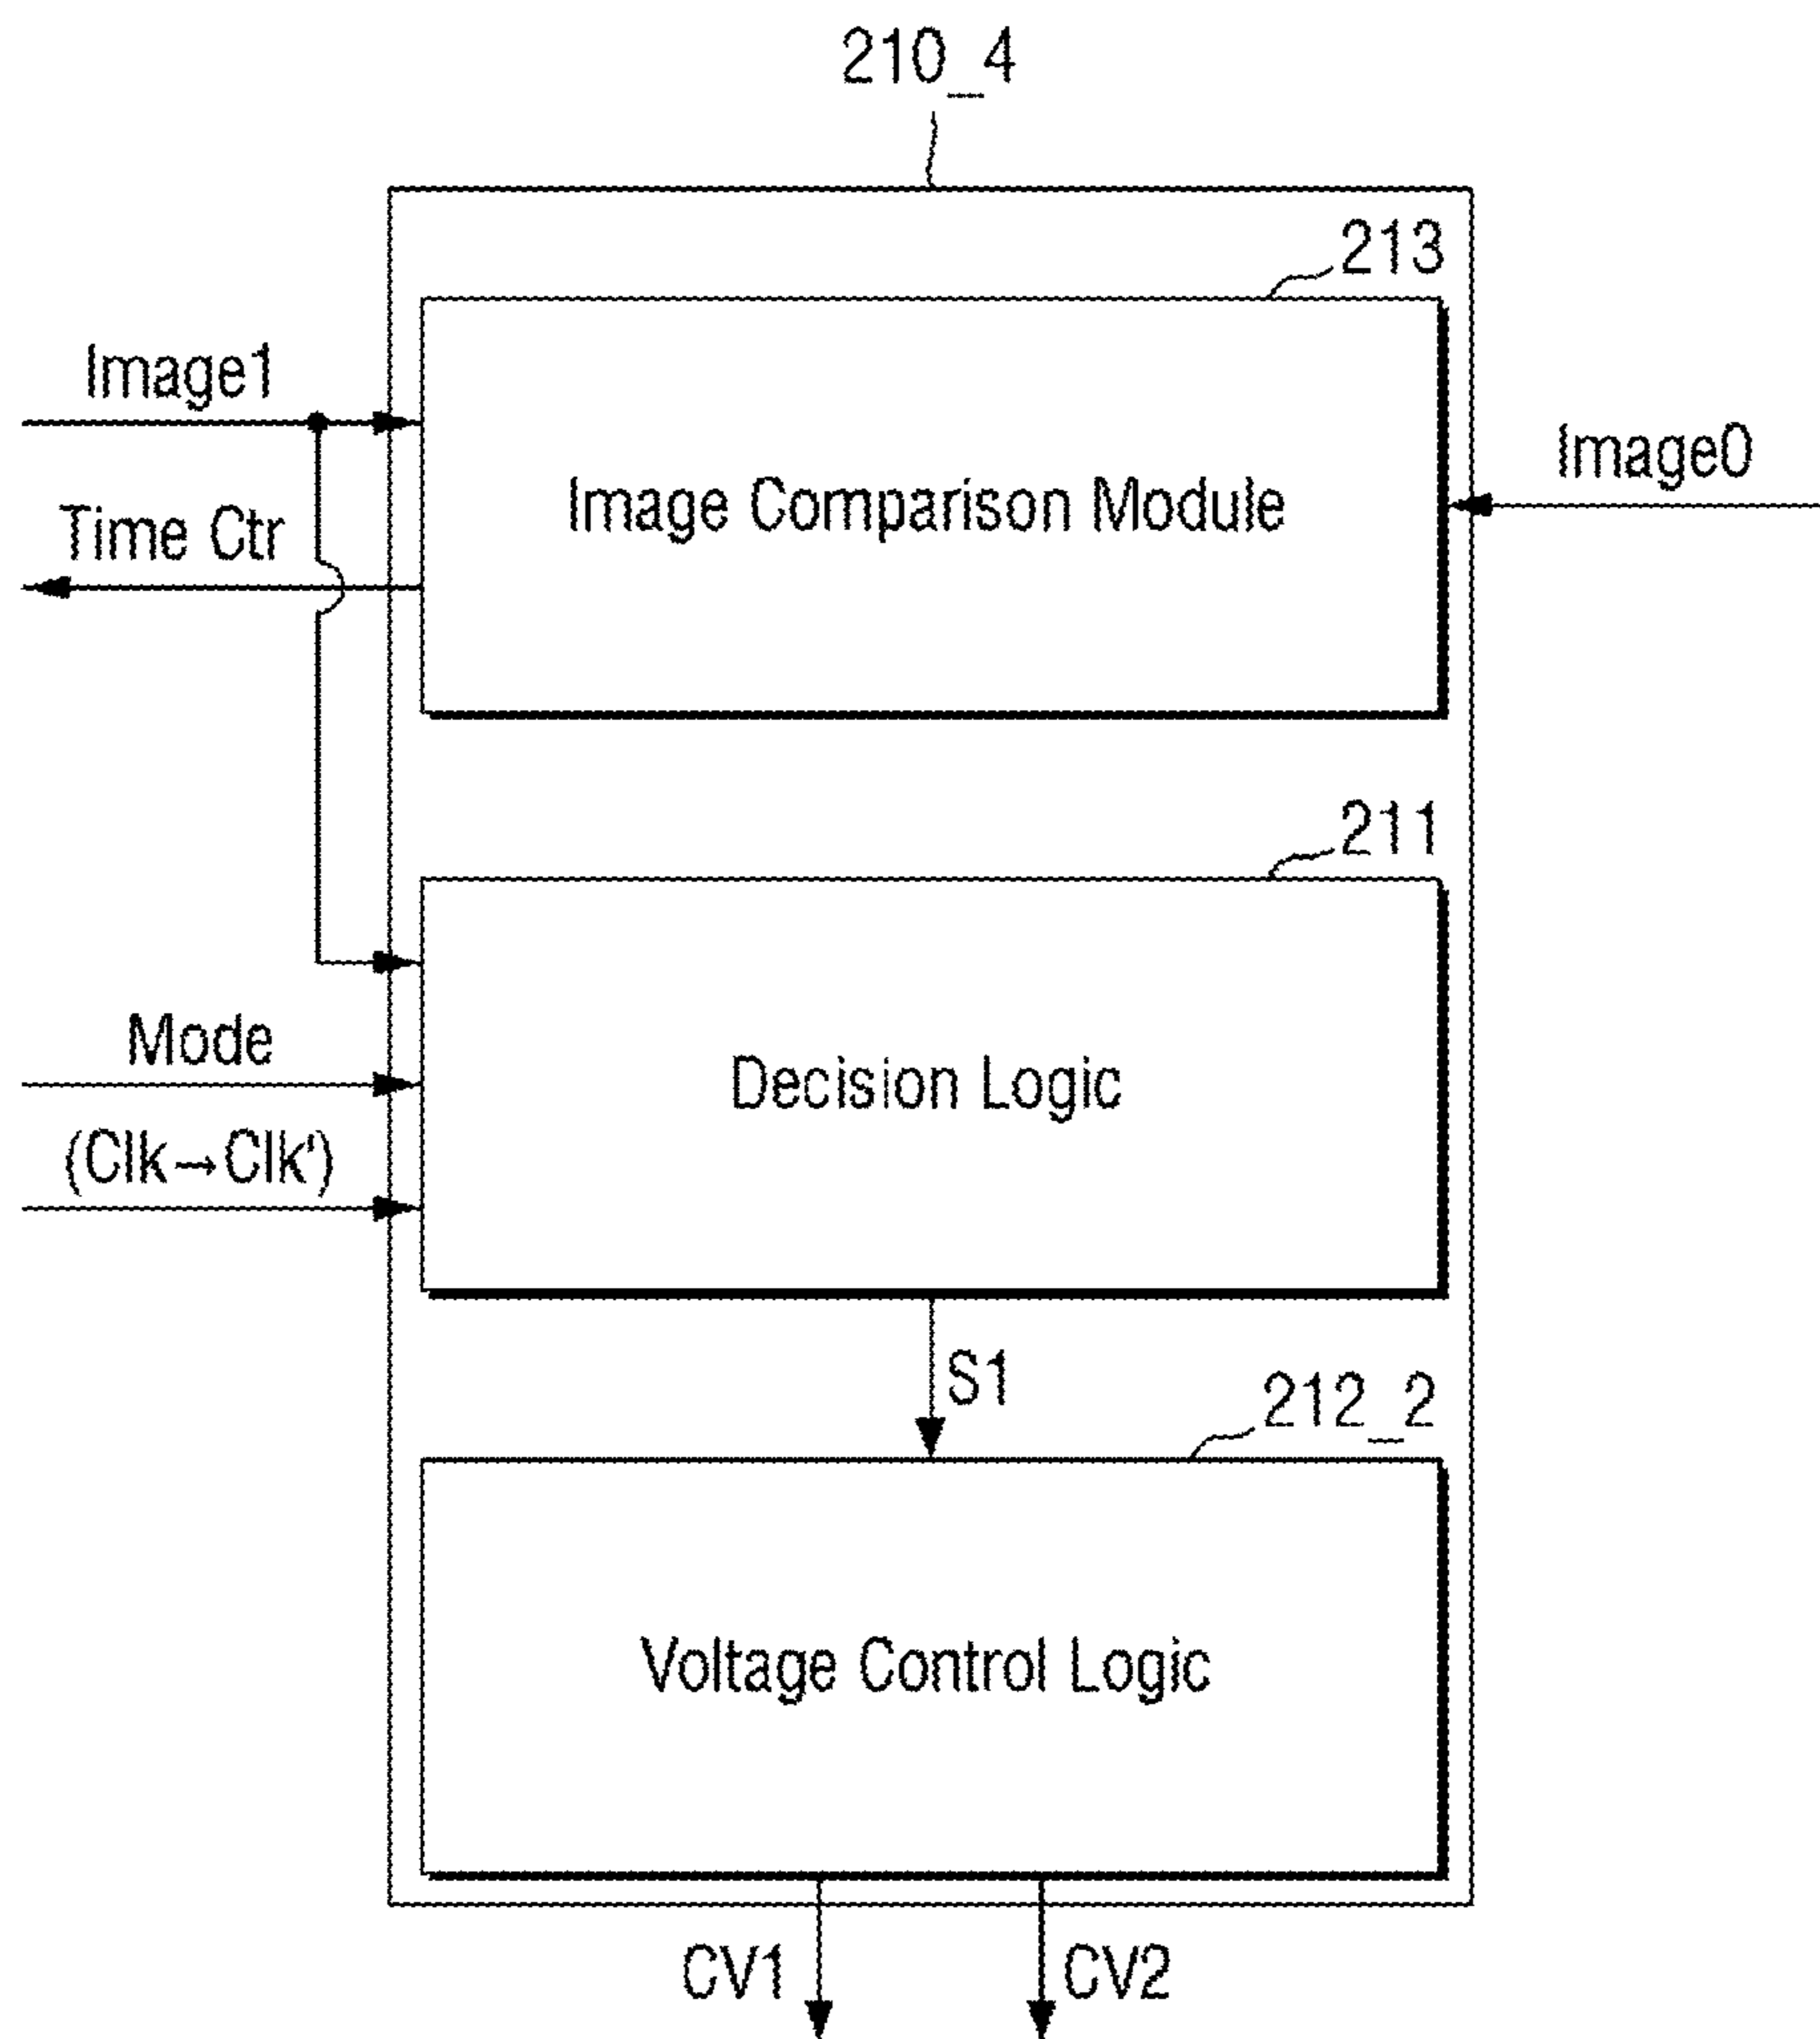 210_4
213
Image1
Image Comparison Module
Image0
Time Ctr
211
Mode
Decision Logic
(Clk→Clk')
S1
212_2
Voltage Control Logic
CV1
CV2